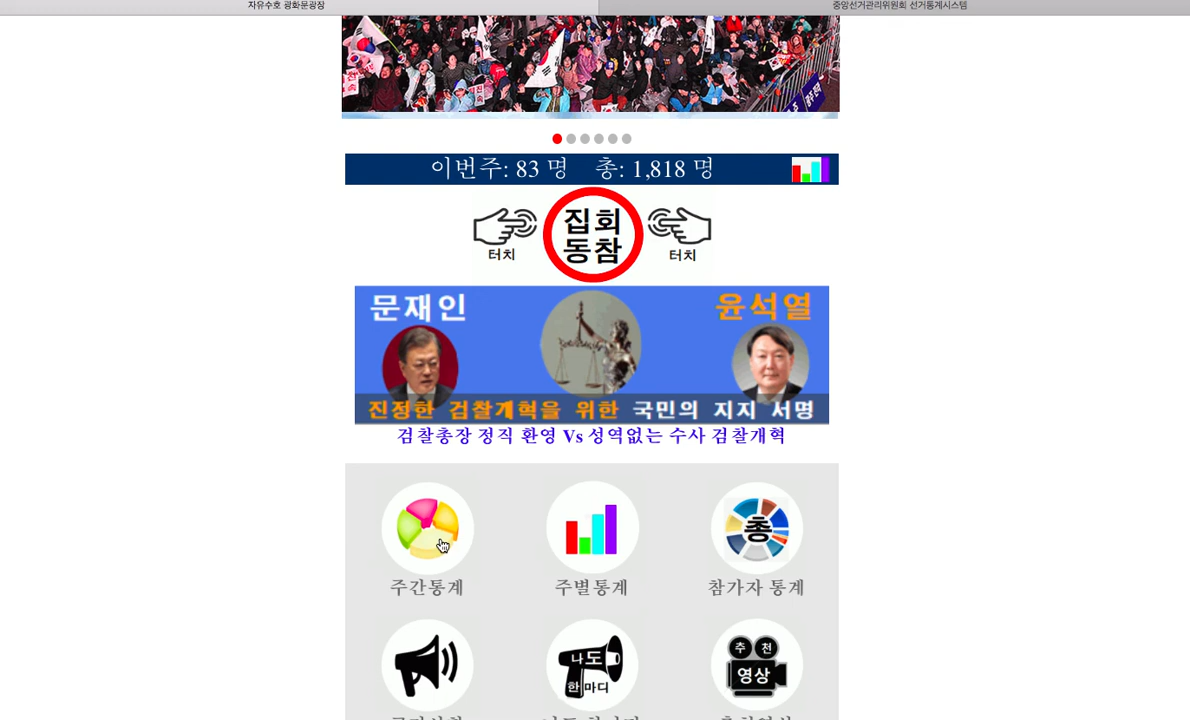 자유수호 광화문광장
중앙선거관리위원회 선거통계시스템
이번주: 83 명 총: 1,818 명
집회
동참
터치
터치
문재인
윤석열
진정한 검찰개혁을 위한 국민의 지지 서명
검찰총장 정직 환영 Vs 성역없는 수사 검찰개혁
총
주간통계
주별통계
참가자 통계
나도
한마디
추 천
영상